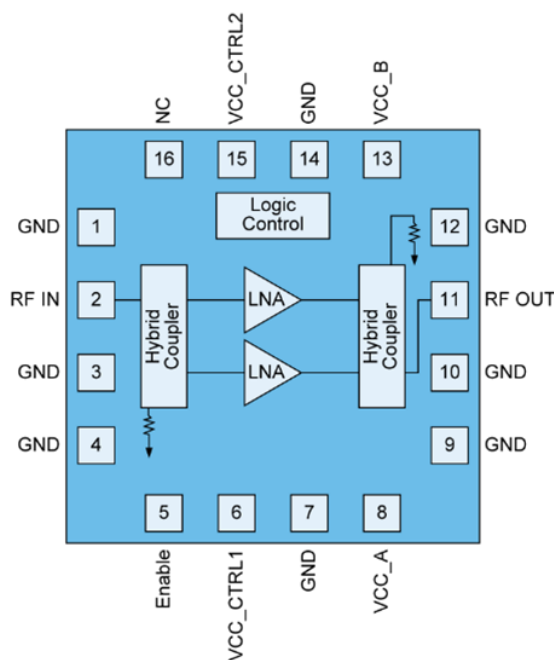 NC
VCC_CTRL2
GND
VCC_B
16
15
14
13
Logic
Control
GND
1
12
GND
RF IN
2
Hybrid
Coupler
LNA
Hybrid
Coupler
11
RF OUT
GND
3
LNA
10
GND
GND
4
9
GND
5
6
7
8
Enable
VCC_CTRL1
GND
VCC_A